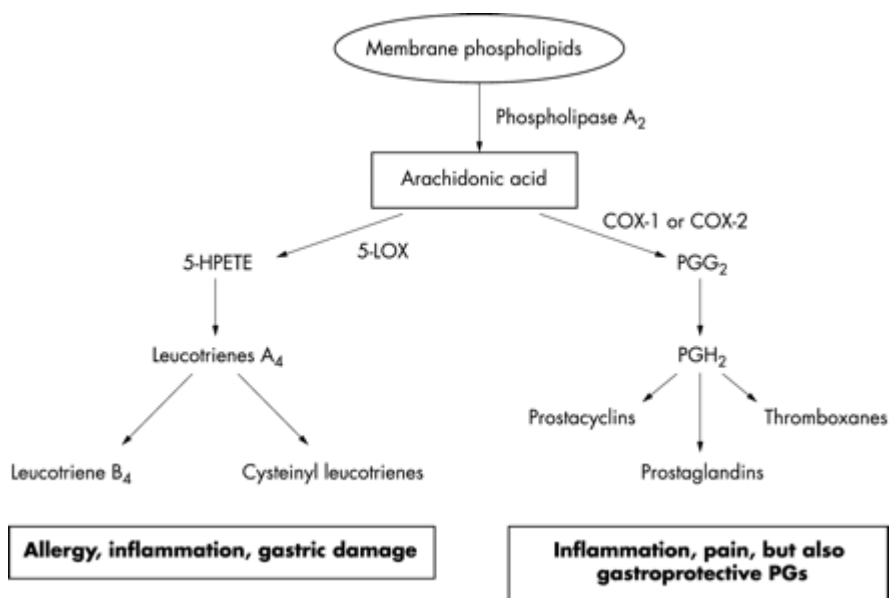 Membrane phospholipids
Phospholipase A₂
Arachidonic acid
COX-1 or COX-2
5-LOX
5-HPETE
PGG₂
Leucotrienes A₄
PGH₂
Prostacyclins
Thromboxanes
Leucotriene B₄
Cysteinyl leucotrienes
Prostaglandins
Allergy, inflammation, gastric damage
Inflammation, pain, but also
gastroprotective PGs